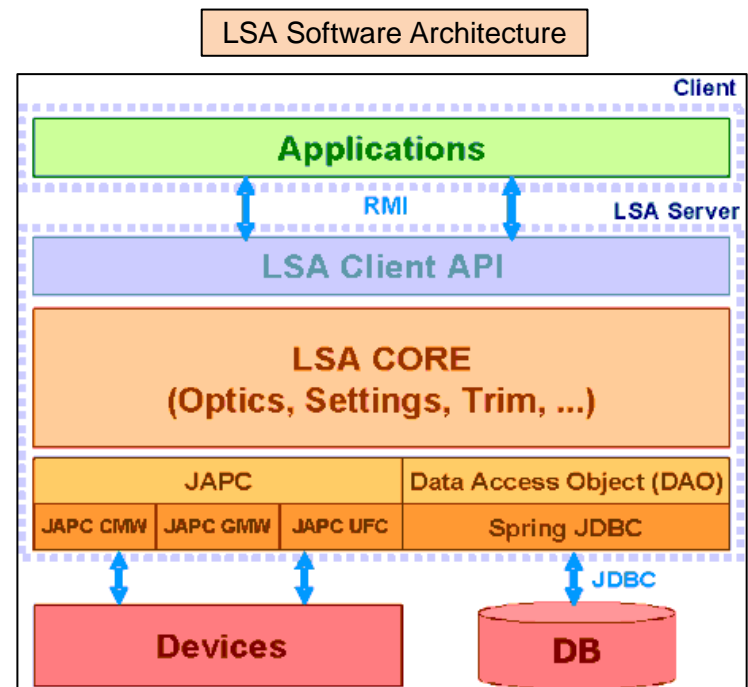 LSA Software Architecture
Client
Applications
RMI
LSA Server
LSA Client API
LSA CORE
(Optics, Settings, Trim, ...)
JAPC
Data Access Object (DAO)
JAPC CMW
JAPC GMW
JAPC UFC
Spring JDBC
JDBC
Devices
DB